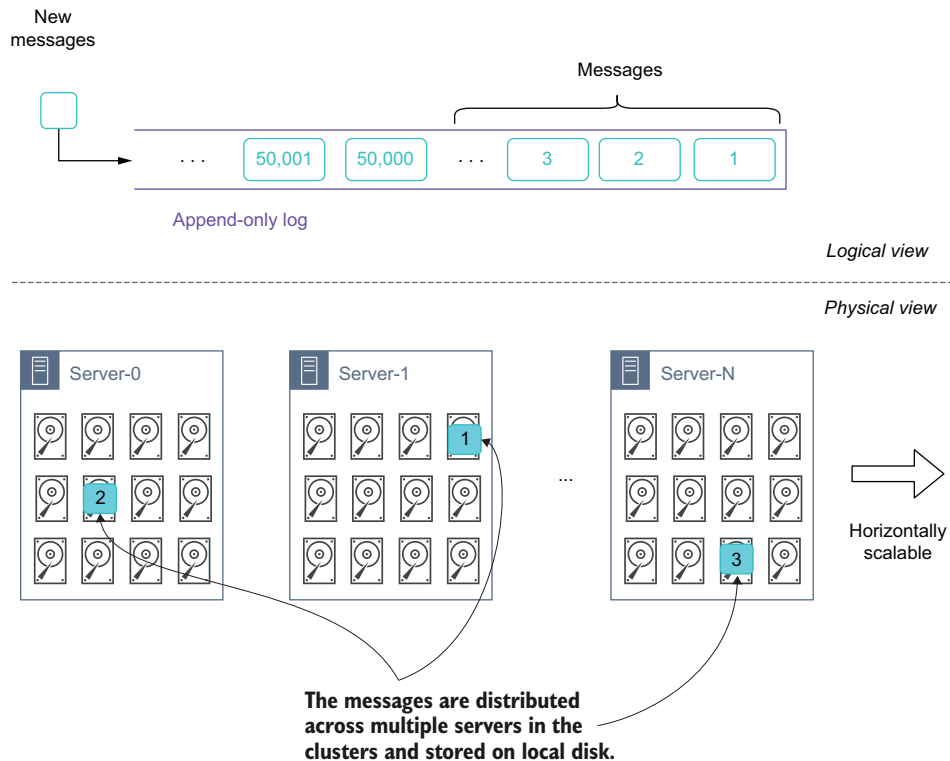 New
messages
Messages
. . . 50,001 50,000 . . . 3 2 1
Append-only log
Logical view
Physical view
Server-0 Server-1 Server-N
1
2
...
3
Horizontally
scalable
The messages are distributed
across multiple servers in the
clusters and stored on local disk.